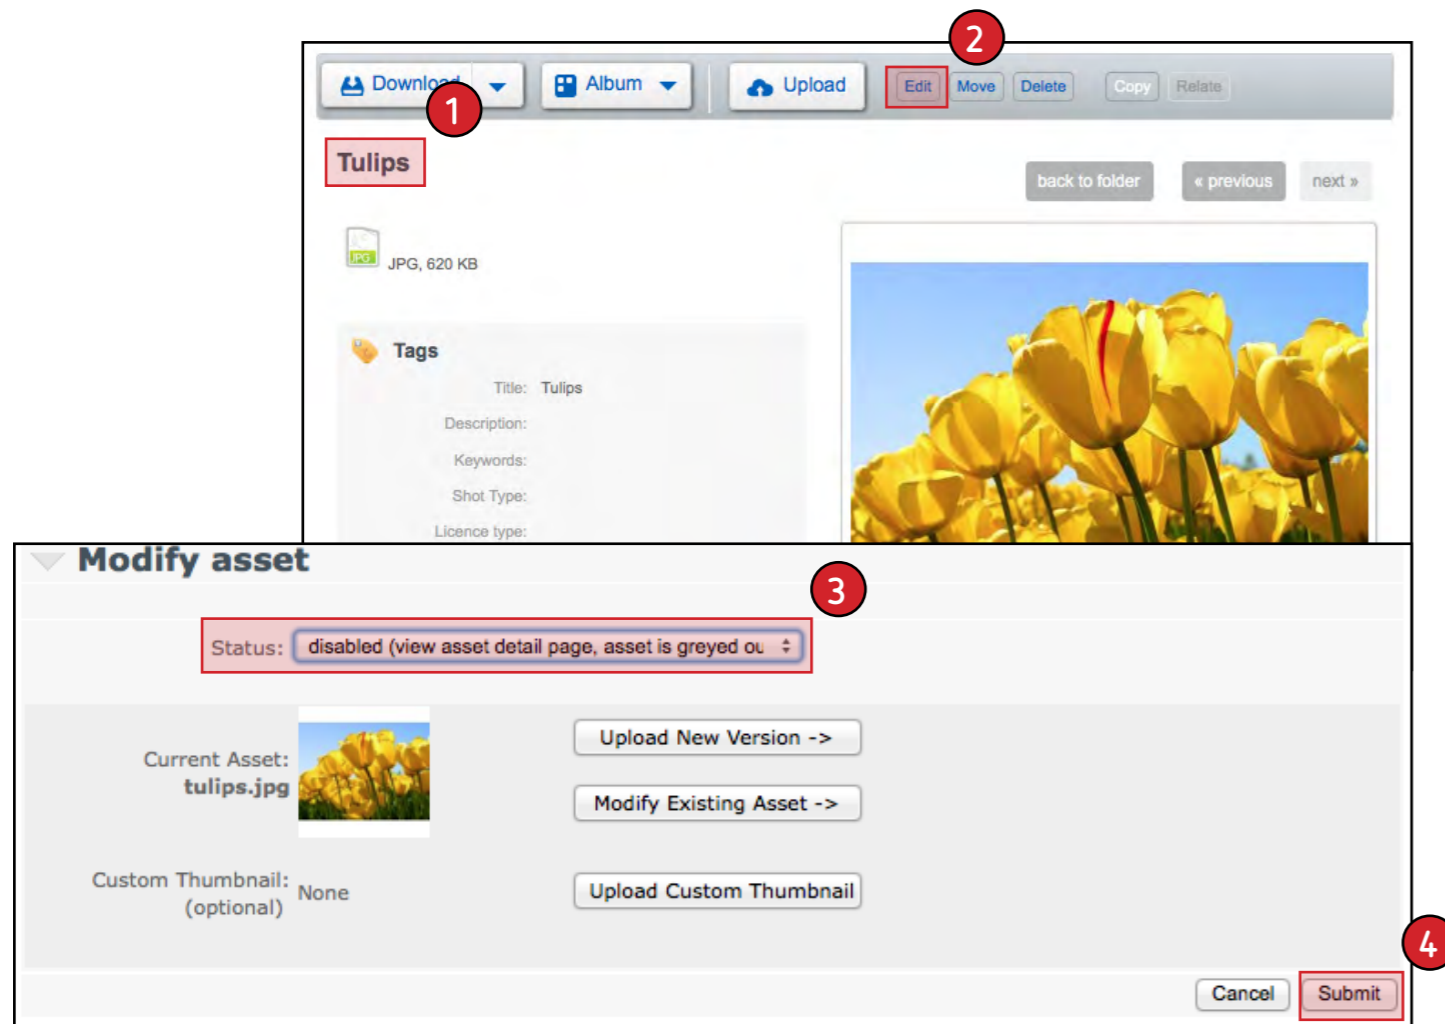 2
Download Album Upload Edit Move Delete Copy Relate
1
Tulips
back to folder « previous next »
JPG
JPG, 620 KB
Tags
Title: Tulips
Description:
Keywords:
Shot Type:
Licence type:
Modify asset
3
Status: disabled (view asset detail page, asset is greyed ou
Current Asset:
tulips.jpg
Upload New Version ->
Modify Existing Asset ->
Custom Thumbnail:
(optional)
None
Upload Custom Thumbnail
4
Cancel Submit